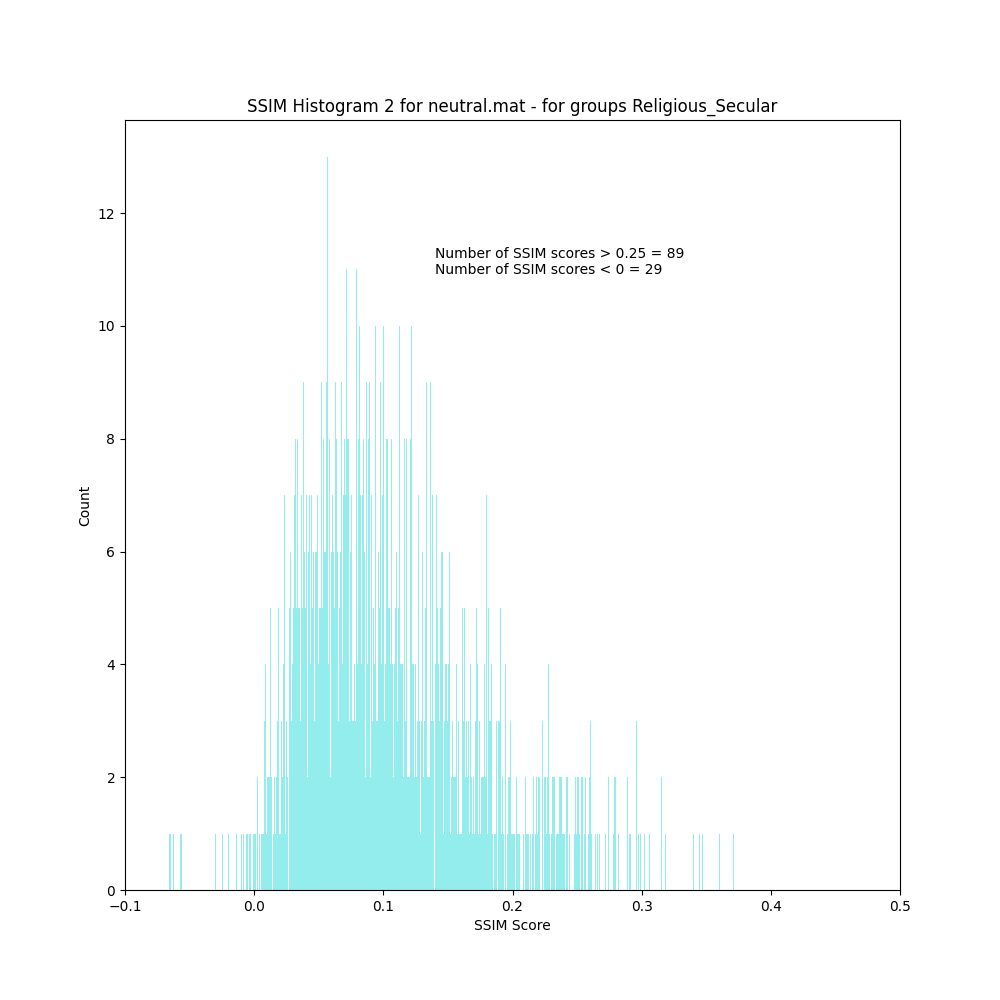 SSIM Histogram 2 for neutral.mat - for groups Religious_Secular
Number of SSIM scores > 0.25 = 89
Number of SSIM scores < 0 = 29
Count
12
10
8
6
4
2
0
−0.1 0.0 0.1 0.2 0.3 0.4 0.5
SSIM Score